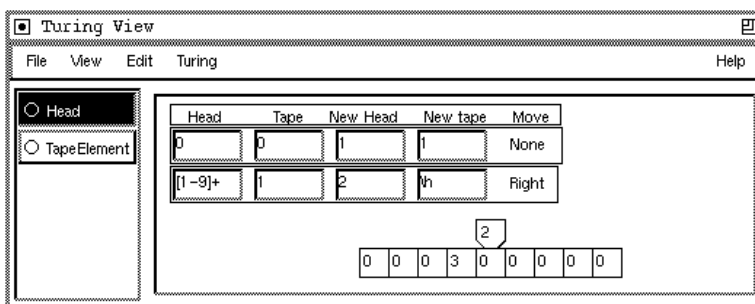 Turing View
File View Edit Turing Help
Head
TapeElement
Head Tape New Head New tape Move
0 0 1 1 None
[1-9]+ 1 2 \h Right
2
0 0 0 3 0 0 0 0 0